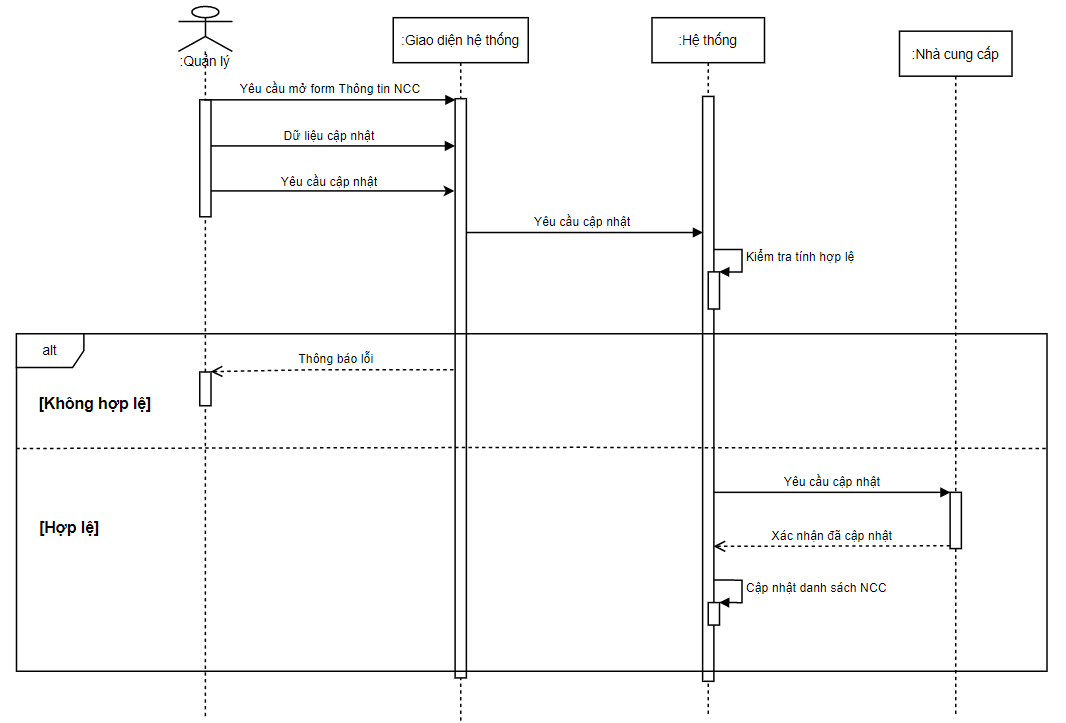 :Quản lý
:Giao diện hệ thống
:Hệ thống
:Nhà cung cấp
Yêu cầu mở form Thông tin NCC
Dữ liệu cập nhật
Yêu cầu cập nhật
Yêu cầu cập nhật
Kiểm tra tính hợp lệ
alt
Thông báo lỗi
[Không hợp lệ]
Yêu cầu cập nhật
[Hợp lệ]
Xác nhận đã cập nhật
Cập nhật danh sách NCC